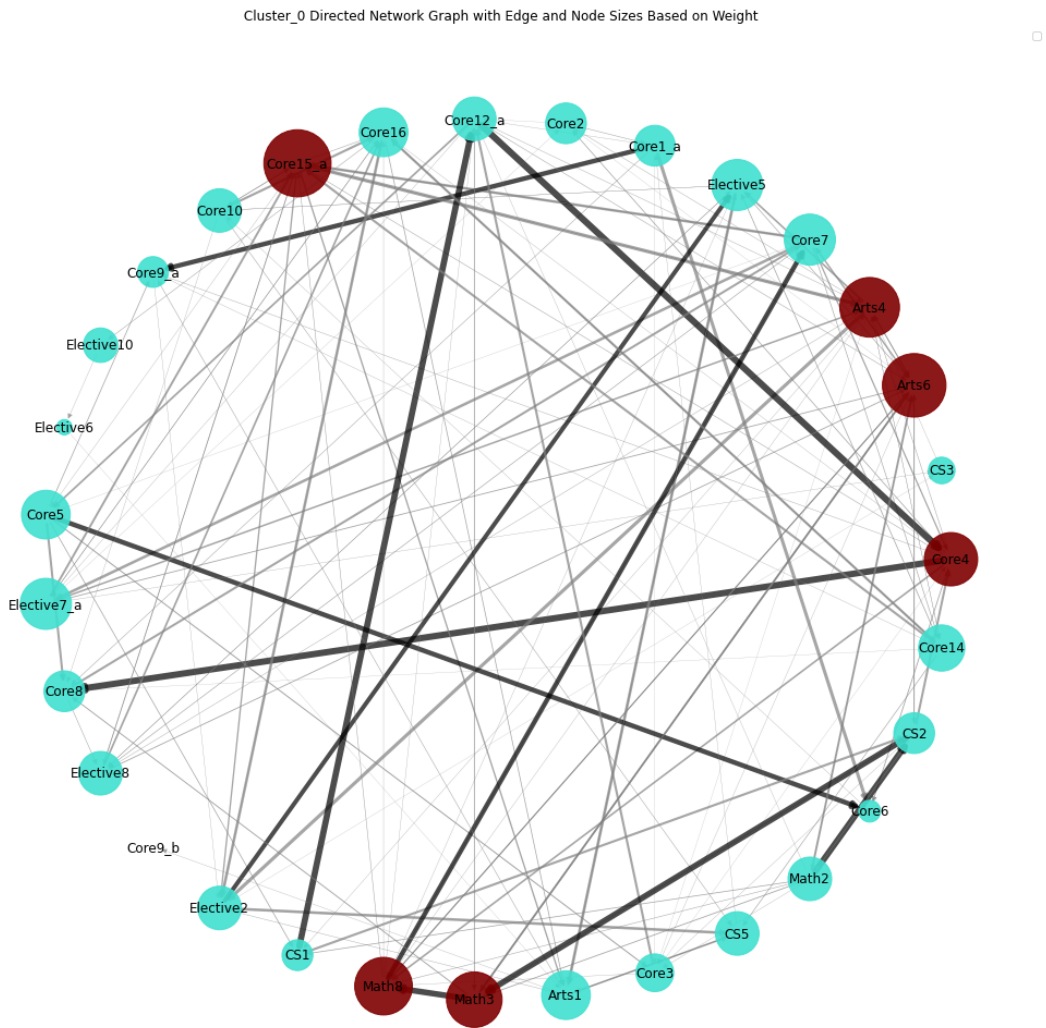 Cluster_0 Directed Network Graph with Edge and Node Sizes Based on Weight
Core12_a
Core2
Core16
Core1_a
Core15_a
Elective5
Core10
Core7
Core9_a
Arts4
Elective10
Arts6
Elective6
CS3
Core5
Core4
Elective7_a
Core14
Core8
CS2
Elective8
Core6
Core9_b
Math2
Elective2
CS5
CS1
Core3
Math8
Math3
Arts1